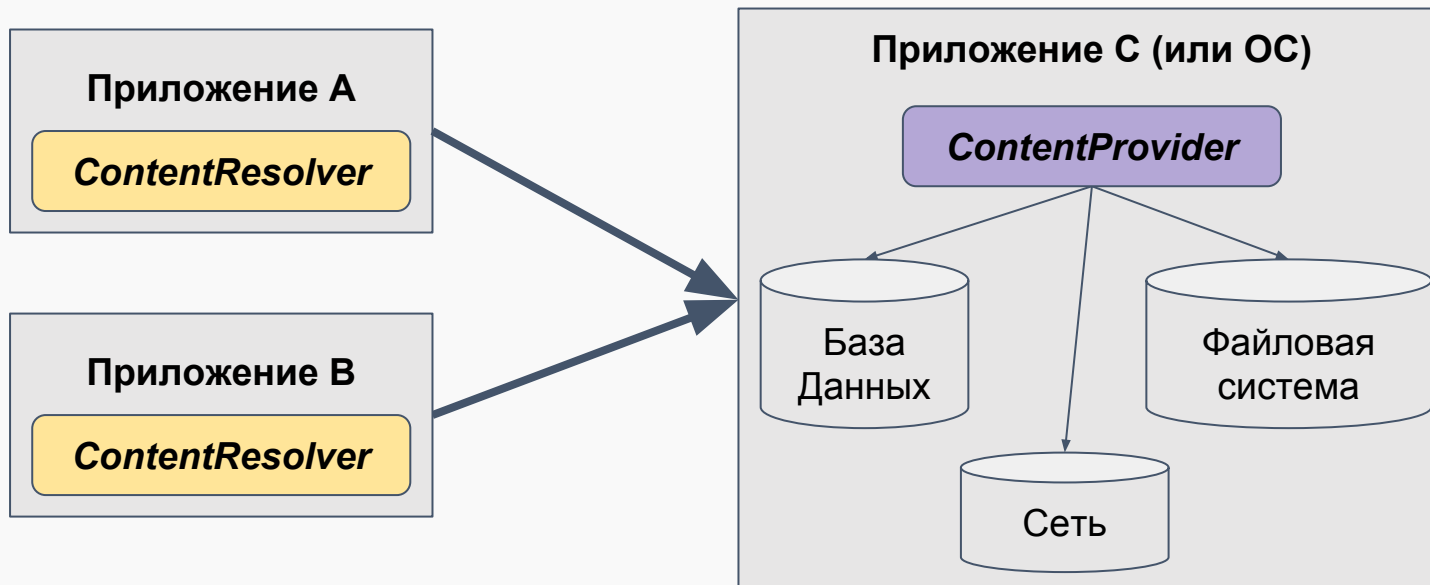 Приложение A
ContentResolver
Приложение B
ContentResolver
Приложение C (или ОС)
ContentProvider
База
Данных
Файловая
система
Сеть